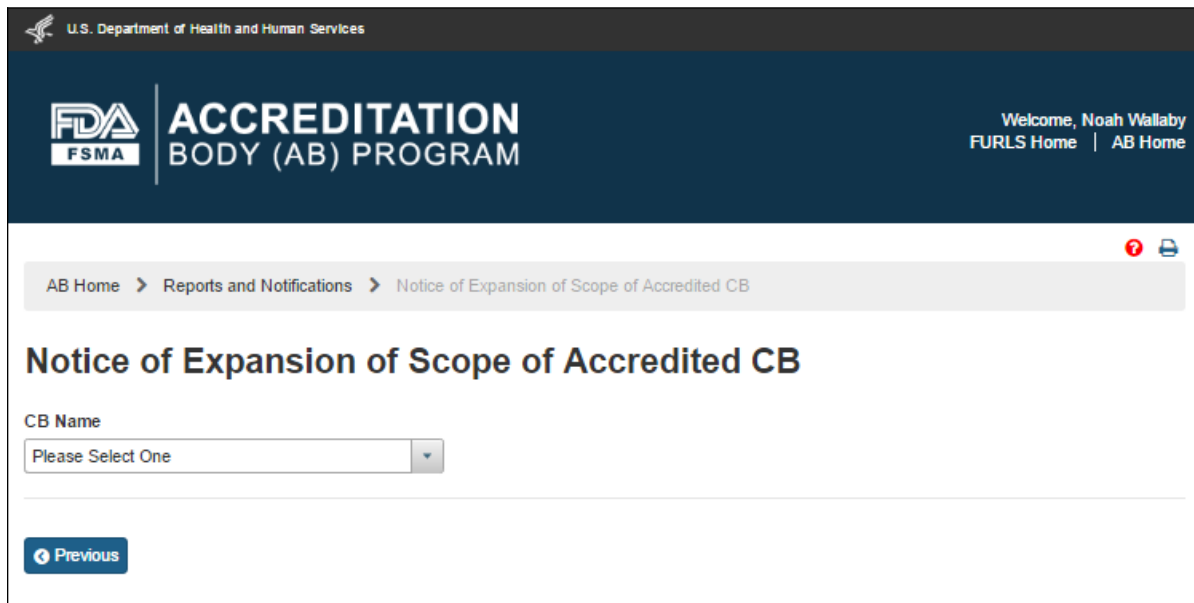 U.S. Department of Health and Human Services
FDA
FSMA
ACCREDITATION
BODY (AB) PROGRAM
Welcome, Noah Wallaby
FURLS Home | AB Home
AB Home > Reports and Notifications > Notice of Expansion of Scope of Accredited CB
Notice of Expansion of Scope of Accredited CB
CB Name
Please Select One
Previous